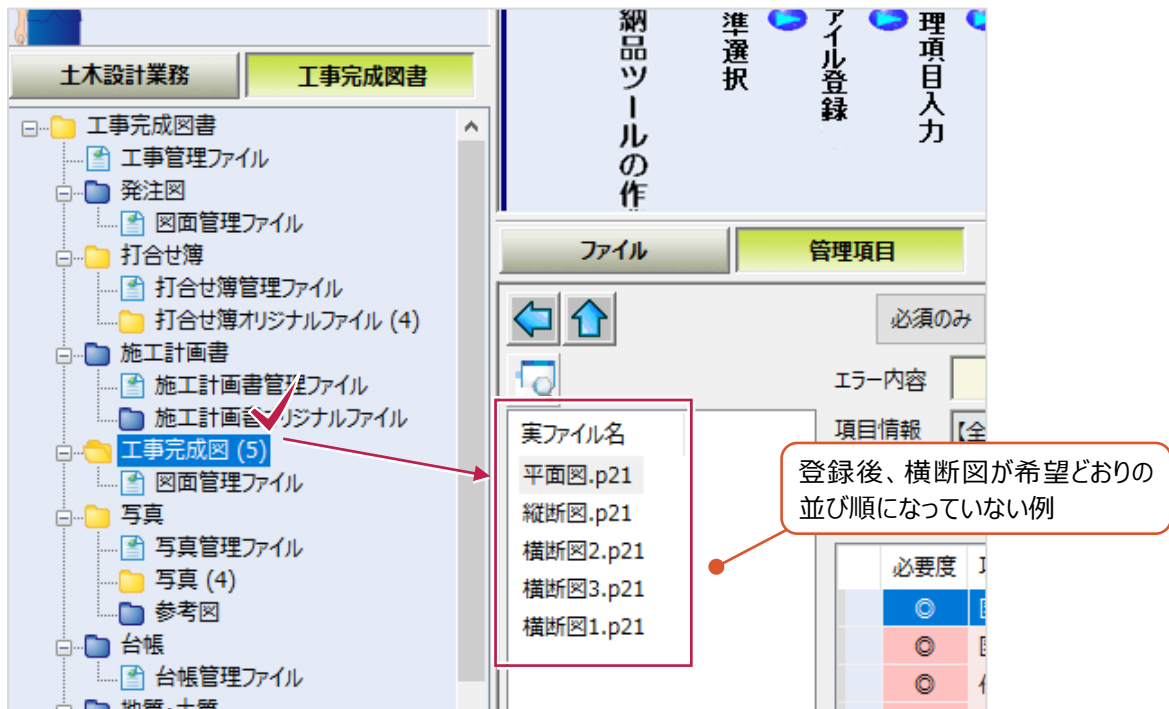 土木設計業務
工事完成図書
工事完成図書
工事管理ファイル
発注図
図面管理ファイル
打合せ簿
打合せ簿管理ファイル
打合せ簿オリジナルファイル (4)
施工計画書
施工計画書管理ファイル
施工計画書オリジナルファイル
工事完成図 (5)
図面管理ファイル
写真
写真管理ファイル
写真 (4)
参考図
台帳
台帳管理ファイル
地質・土質
納品ツールの作
準選択
ァイル登録
理項目入力
ファイル
管理項目
必須のみ
エラー内容
項目情報
【全
実ファイル名
平面図.p21
縦断図.p21
横断図2.p21
横断図3.p21
横断図1.p21
登録後、横断図が希望どおりの
並び順になっていない例
必要度
◎
◎
◎